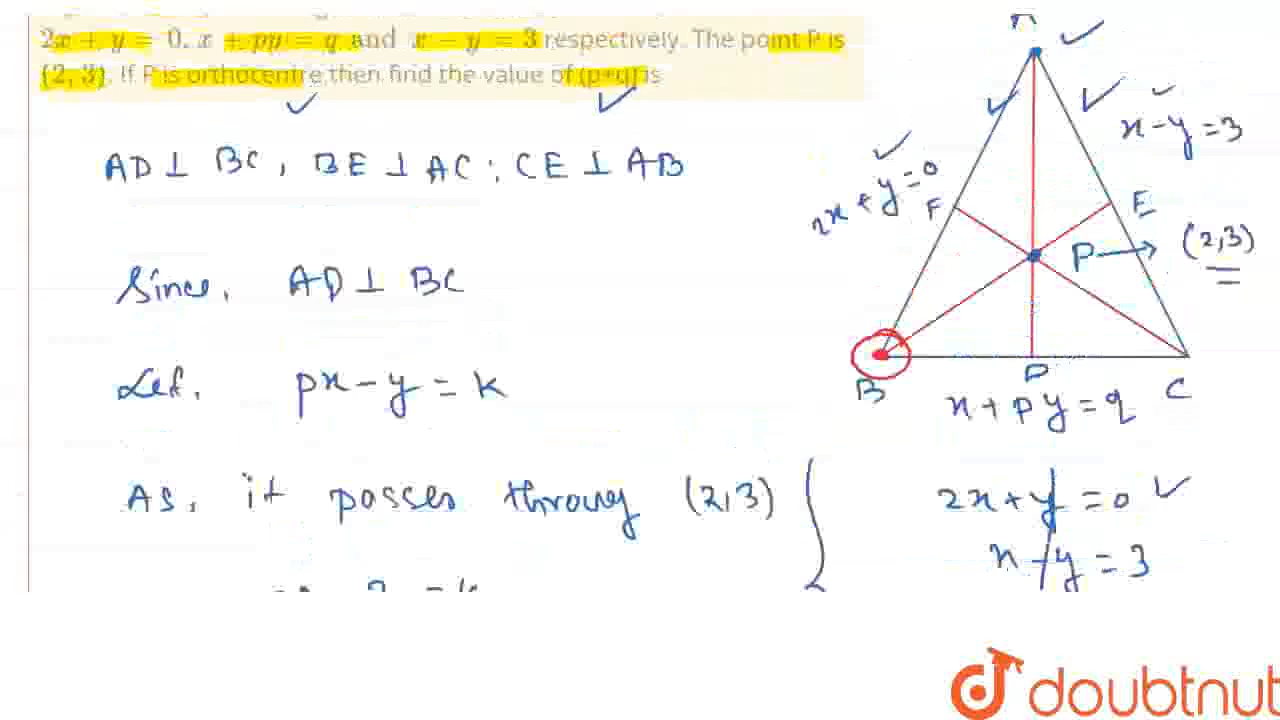 2x + y = 0, x + py = q and x − y = 3 respectively. The point P is
(2, 3). If P is orthocentre, then find the value of (p+q) is
AD ⊥ BC, BE ⊥ AC; CE ⊥ AB
Since, AD ⊥ BC
Let, px − y = k
As, it passes through (2,3)
x − y = 3
2x + y = 0
F
E
P → (2,3)
B
D
C
x + py = q
2x + y = 0
x − y = 3
doubtnut